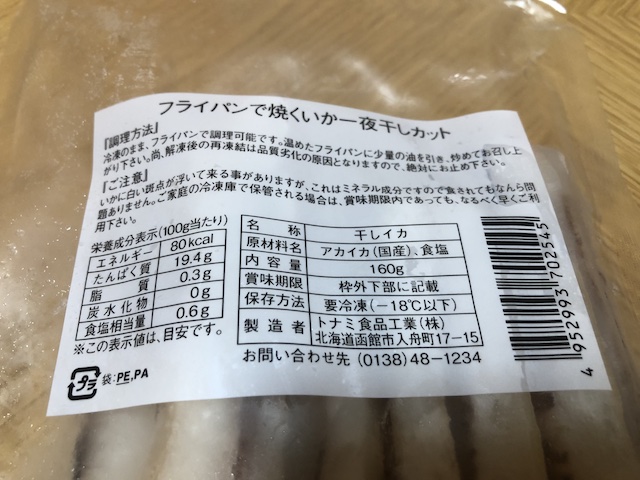 フライパンで焼くいか一夜干しカット
『調理方法』
冷凍のまま、フライパンで調理可能です。温めたフライパンに少量の油を引き、炒めてお召し上
がり下さい。尚、解凍後の再凍結は品質劣化の原因となりますので、絶対にお止め下さい。
『ご注意』
いかに白い斑点が浮いて来る事がありますが、これはミネラル成分ですので食されてもなんら問
題ありません。ご家庭の冷凍庫で保管される場合は、賞味期限内であっても、なるべく早くご利
用下さい。
栄養成分表示(100g当たり)
エネルギー 80kcal
たんぱく質 19.4g
脂質 0.3g
炭水化物 0g
食塩相当量 0.6g
※この表示値は、目安です。
名称 干しイカ
原材料名 アカイカ(国産)、食塩
内容量 160g
賞味期限 枠外下部に記載
保存方法 要冷凍(－18℃以下)
製造者 トナミ食品工業(株)
北海道函館市入舟町17-15
お問い合わせ先 (0138)48-1234
プラ 袋:PE,PA
4 952993 702545